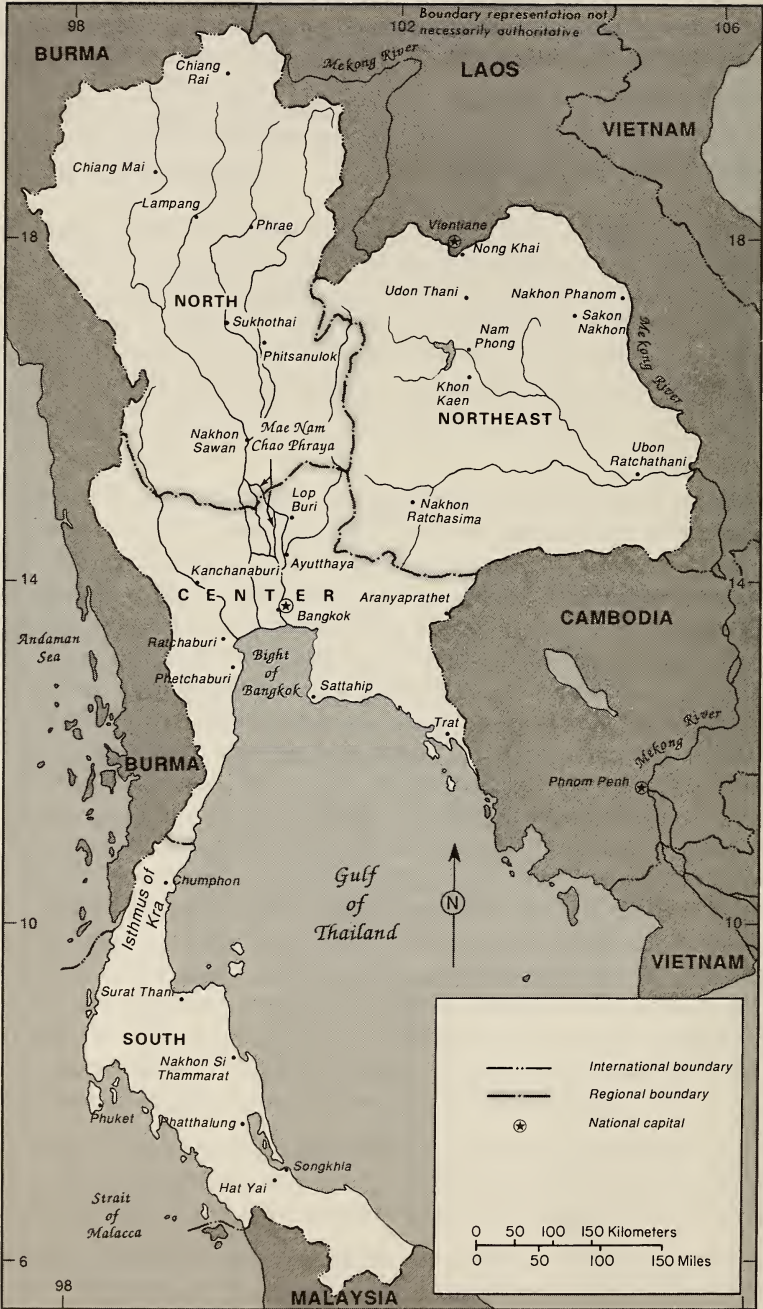 98
102
106
Boundary representation not
necessarily authoritative
BURMA
Mekong River
LAOS
Chiang
Rai
VIETNAM
Chiang Mai
Lampang
Phrae
18
Vientiane
18
Nong Khai
NORTH
Udon Thani
Nakhon Phanom
Sakon
Nakhon
Mekong River
Sukhothai
Phitsanulok
Nam
Phong
Khon
Kaen
NORTHEAST
Mae Nam
Chao Phraya
Nakhon
Sawan
Ubon
Ratchathani
Lop
Buri
Nakhon
Ratchasima
Ayutthaya
Kanchanaburi
14
14
CENTER
Aranyaprathet
Bangkok
CAMBODIA
Andaman
Sea
Ratchaburi
Phetchaburi
Bight
of
Bangkok
Sattahip
Trat
Mekong River
BURMA
Phnom Penh
Isthmus of
Kra
Chumphon
Gulf
of
Thailand
N
10
10
VIETNAM
Surat Thani
SOUTH
Nakhon Si
Thammarat
Phuket
Phatthalung
Songkhla
Hat Yai
Strait
of
Malacca
International boundary
Regional boundary
National capital
0 50 100 150 Kilometers
0 50 100 150 Miles
6
98
MALAYSIA